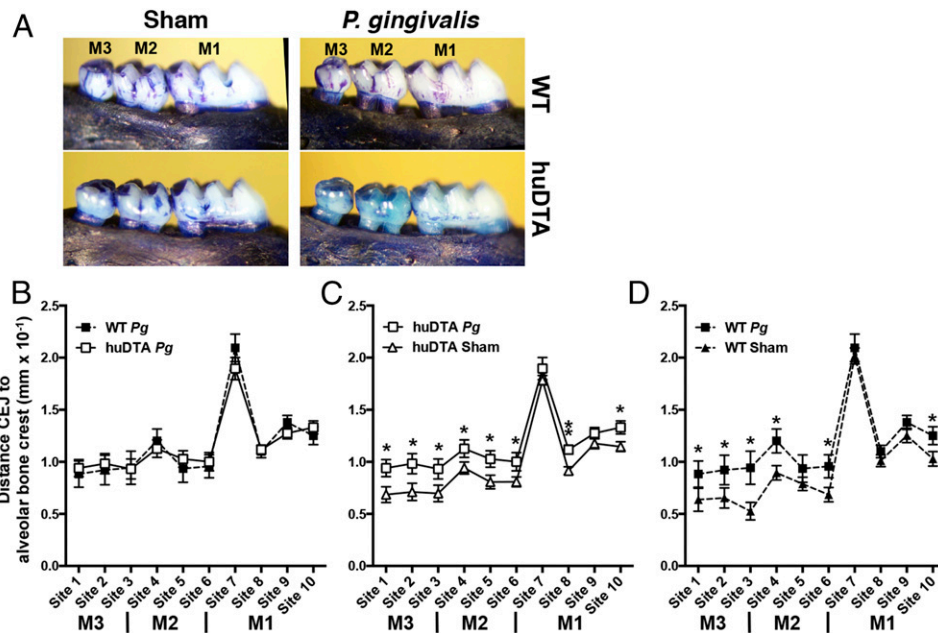 A
Sham
P. gingivalis
M3 M2 M1
M3 M2 M1
WT
huDTA
B
C
D
Distance CEJ to
alveolar bone crest (mm x 10⁻¹)
2.5
2.0
1.5
1.0
0.5
0.0
WT Pg
huDTA Pg
Site 1
Site 2
Site 3
Site 4
Site 5
Site 6
Site 7
Site 8
Site 9
Site 10
M3 | M2 | M1
2.5
2.0
1.5
1.0
0.5
0.0
huDTA Pg
huDTA Sham
* * * * * * ** *
Site 1
Site 2
Site 3
Site 4
Site 5
Site 6
Site 7
Site 8
Site 9
Site 10
M3 | M2 | M1
2.5
2.0
1.5
1.0
0.5
0.0
WT Pg
WT Sham
* * * * * *
Site 1
Site 2
Site 3
Site 4
Site 5
Site 6
Site 7
Site 8
Site 9
Site 10
M3 | M2 | M1